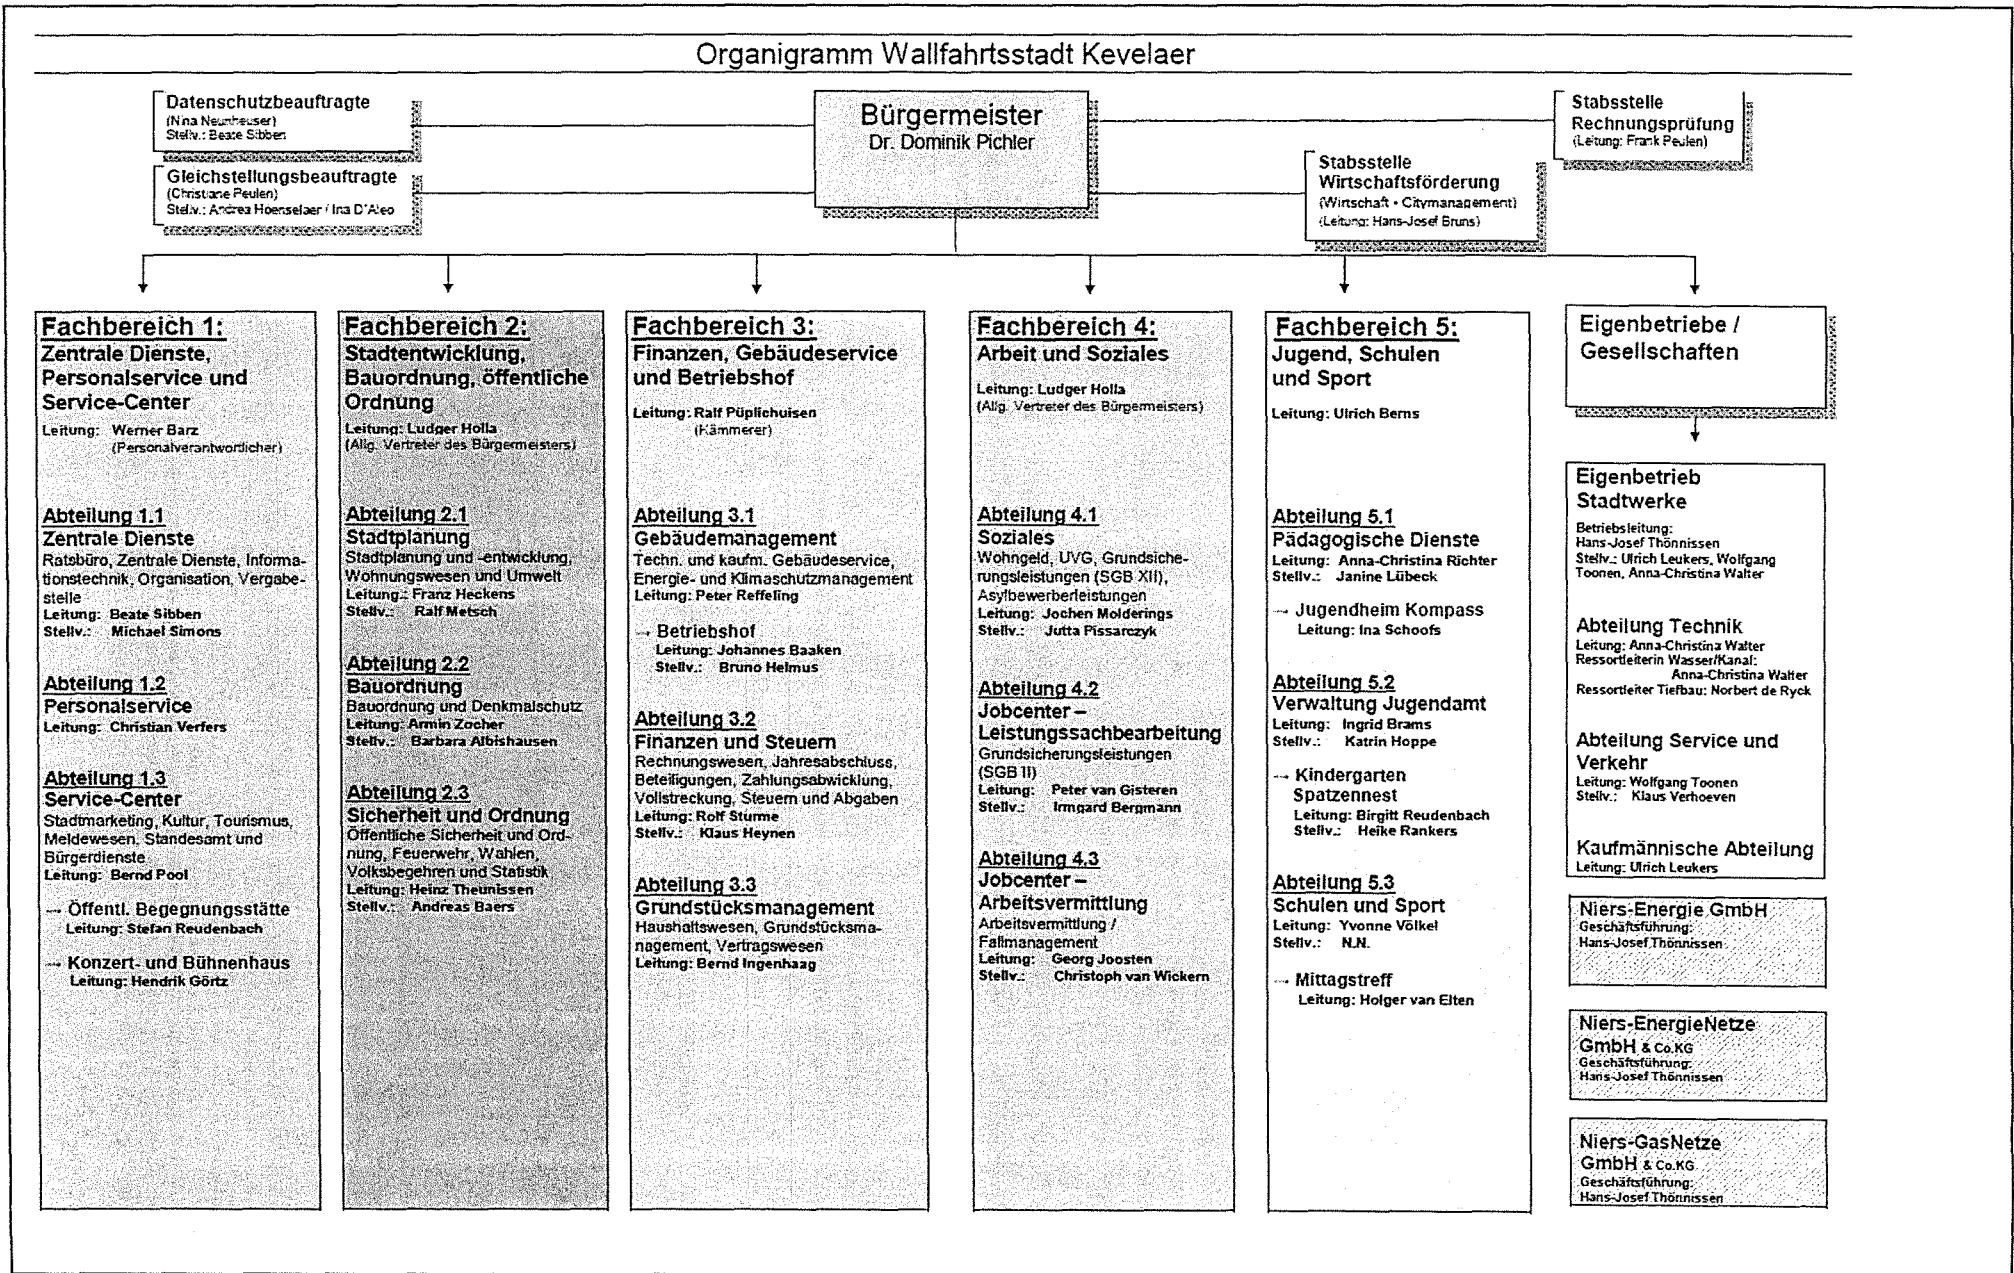 Organigramm Wallfahrtsstadt Kevelaer
Datenschutzbeauftragte
(Nina Neunheuser)
Stellv.: Beate Sibben
Gleichstellungsbeauftragte
(Christiane Peulen)
Stellv.: Andrea Hoenselaer / Ina D'Aleo
Bürgermeister
Dr. Dominik Pichler
Stabsstelle
Rechnungsprüfung
(Leitung: Frank Peulen)
Stabsstelle
Wirtschaftsförderung
(Wirtschaft • Citymanagement)
(Leitung: Hans-Josef Bruns)
Fachbereich 1:
Zentrale Dienste,
Personalservice und
Service-Center
Leitung: Werner Barz
(Personalverantwortlicher)
Abteilung 1.1
Zentrale Dienste
Ratsbüro, Zentrale Dienste, Informa-
tionstechnik, Organisation, Vergabe-
stelle
Leitung: Beate Sibben
Stellv.: Michael Simons
Abteilung 1.2
Personalservice
Leitung: Christian Verfers
Abteilung 1.3
Service-Center
Stadtmarketing, Kultur, Tourismus,
Meldewesen, Standesamt und
Bürgerdienste
Leitung: Bernd Pool
→ Öffentl. Begegnungsstätte
Leitung: Stefan Reudenbach
→ Konzert- und Bühnenhaus
Leitung: Hendrik Görtz
Fachbereich 2:
Stadtentwicklung,
Bauordnung, öffentliche
Ordnung
Leitung: Ludger Holla
(Allg. Vertreter des Bürgermeisters)
Abteilung 2.1
Stadtplanung
Stadtplanung und -entwicklung,
Wohnungswesen und Umwelt
Leitung: Franz Heckens
Stellv.: Ralf Metsch
Abteilung 2.2
Bauordnung
Bauordnung und Denkmalschutz
Leitung: Armin Zocher
Stellv.: Barbara Albishausen
Abteilung 2.3
Sicherheit und Ordnung
Öffentliche Sicherheit und Ord-
nung, Feuerwehr, Wahlen,
Volksbegehren und Statistik
Leitung: Heinz Theunissen
Stellv.: Andreas Baers
Fachbereich 3:
Finanzen, Gebäudeservice
und Betriebshof
Leitung: Ralf Püplichuisen
(Kämmerer)
Abteilung 3.1
Gebäudemanagement
Techn. und kaufm. Gebäudeservice,
Energie- und Klimaschutzmanagement
Leitung: Peter Reffeling
→ Betriebshof
Leitung: Johannes Baaken
Stellv.: Bruno Helmus
Abteilung 3.2
Finanzen und Steuern
Rechnungswesen, Jahresabschluss,
Beteiligungen, Zahlungsabwicklung,
Vollstreckung, Steuern und Abgaben
Leitung: Rolf Sturme
Stellv.: Klaus Heynen
Abteilung 3.3
Grundstücksmanagement
Haushaltswesen, Grundstücksma-
nagement, Vertragswesen
Leitung: Bernd Ingenhaag
Fachbereich 4:
Arbeit und Soziales
Leitung: Ludger Holla
(Allg. Vertreter des Bürgermeisters)
Abteilung 4.1
Soziales
Wohngeld, UVG, Grundsiche-
rungsleistungen (SGB XII),
Asylbewerberleistungen
Leitung: Jochen Molderings
Stellv.: Jutta Pissarczyk
Abteilung 4.2
Jobcenter –
Leistungssachbearbeitung
Grundsicherungsleistungen
(SGB II)
Leitung: Peter van Gisteren
Stellv.: Irmgard Bergmann
Abteilung 4.3
Jobcenter –
Arbeitsvermittlung
Arbeitsvermittlung /
Fallmanagement
Leitung: Georg Joosten
Stellv.: Christoph van Wickern
Fachbereich 5:
Jugend, Schulen
und Sport
Leitung: Ulrich Berns
Abteilung 5.1
Pädagogische Dienste
Leitung: Anna-Christina Richter
Stellv.: Janine Lübeck
→ Jugendheim Kompass
Leitung: Ina Schoofs
Abteilung 5.2
Verwaltung Jugendamt
Leitung: Ingrid Brams
Stellv.: Katrin Hoppe
→ Kindergarten
Spatzennest
Leitung: Birgitt Reudenbach
Stellv.: Heike Rankers
Abteilung 5.3
Schulen und Sport
Leitung: Yvonne Völkel
Stellv.: N.N.
→ Mittagstreff
Leitung: Holger van Elten
Eigenbetriebe /
Gesellschaften
Eigenbetrieb
Stadtwerke
Betriebsleitung:
Hans-Josef Thönnissen
Stellv.: Ulrich Leukers, Wolfgang
Toonen, Anna-Christina Walter
Abteilung Technik
Leitung: Anna-Christina Walter
Ressortleiterin Wasser/Kanal:
Anna-Christina Walter
Ressortleiter Tiefbau: Norbert de Ryck
Abteilung Service und
Verkehr
Leitung: Wolfgang Toonen
Stellv.: Klaus Verhoeven
Kaufmännische Abteilung
Leitung: Ulrich Leukers
Niers-Energie GmbH
Geschäftsführung:
Hans-Josef Thönnissen
Niers-EnergieNetze
GmbH & Co.KG
Geschäftsführung:
Hans-Josef Thönnissen
Niers-GasNetze
GmbH & Co.KG
Geschäftsführung:
Hans-Josef Thönnissen